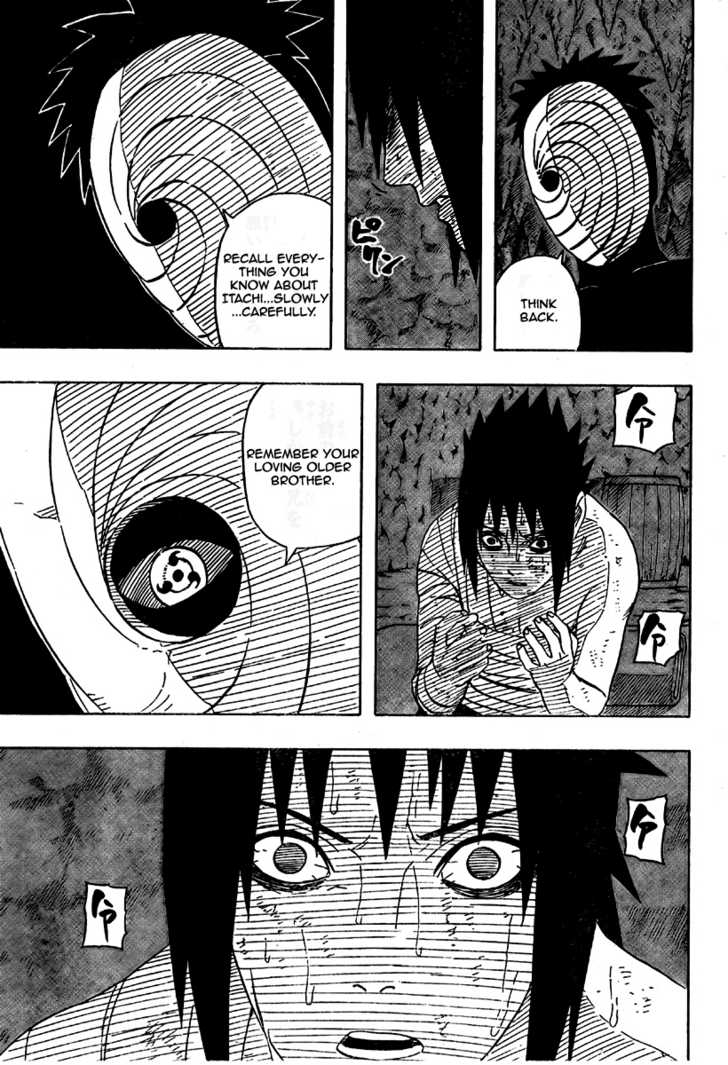 THINK
BACK.
ピクン
RECALL EVERY-
THING YOU
KNOW ABOUT
ITACHI...SLOWLY
...CAREFULLY.
REMEMBER YOUR
LOVING OLDER
BROTHER.